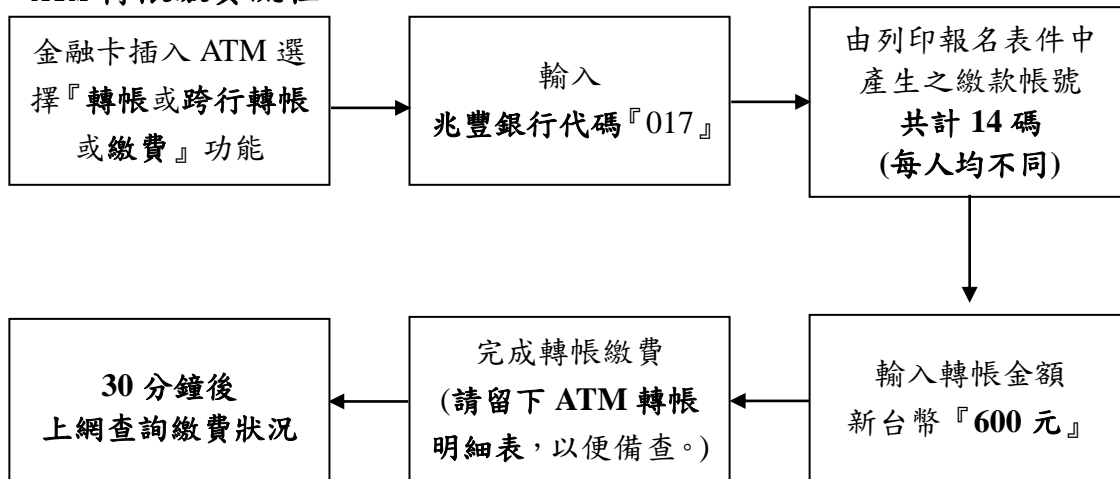 金融卡插入 ATM 選
擇『轉帳或跨行轉帳
或繳費』功能
輸入
兆豐銀行代碼『017』
由列印報名表件中
產生之繳款帳號
共計 14 碼
(每人均不同)
輸入轉帳金額
新台幣『600 元』
完成轉帳繳費
(請留下 ATM 轉帳
明細表，以便備查。)
30 分鐘後
上網查詢繳費狀況